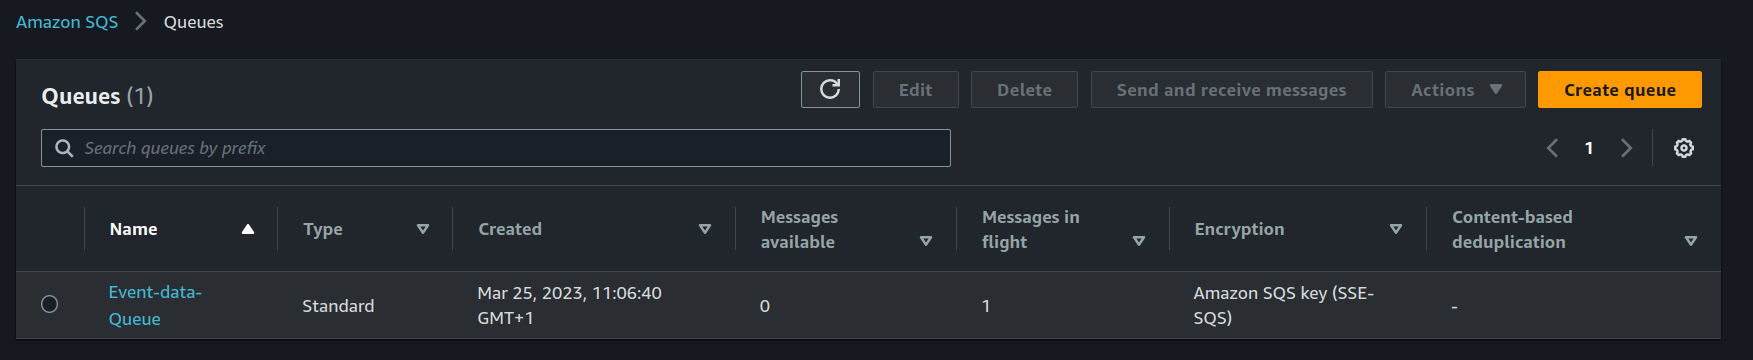 Amazon SQS > Queues
Queues (1)
Edit
Delete
Send and receive messages
Actions
Create queue
Search queues by prefix
1
Name
Type
Created
Messages
available
Messages in
flight
Encryption
Content-based
deduplication
Event-data-
Queue
Standard
Mar 25, 2023, 11:06:40
GMT+1
0
1
Amazon SQS key (SSE-
SQS)
-